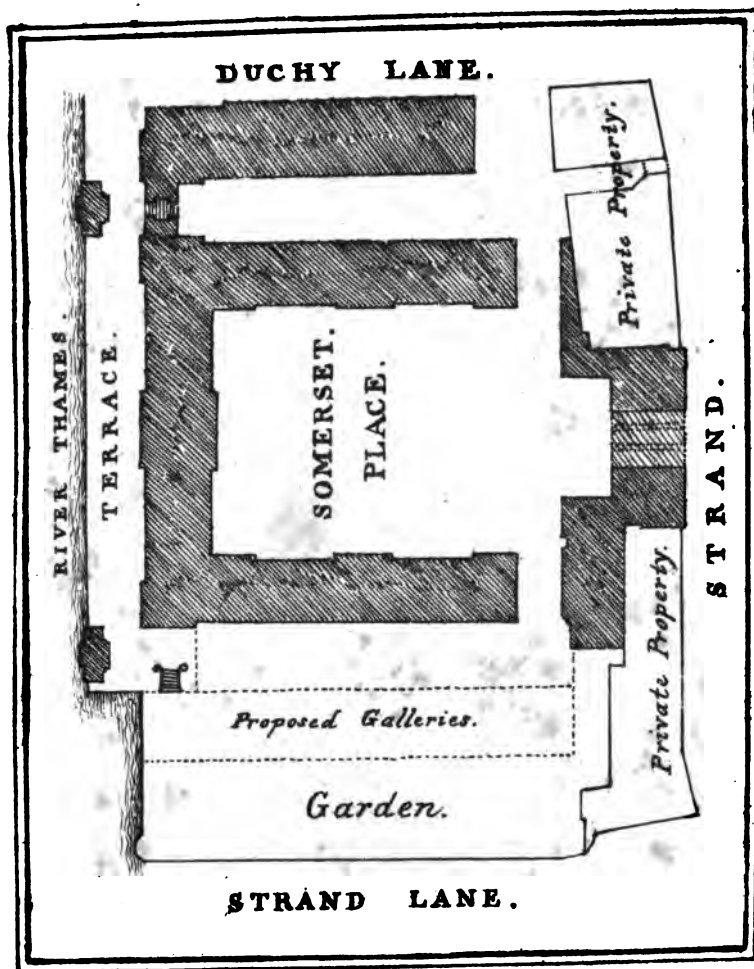 DUCHY LANE.
Private Property.
Private Property.
RIVER THAMES.
TERRACE.
SOMERSET.
PLACE.
STRAND.
Private Property.
Proposed Galleries.
Garden.
STRAND LANE.